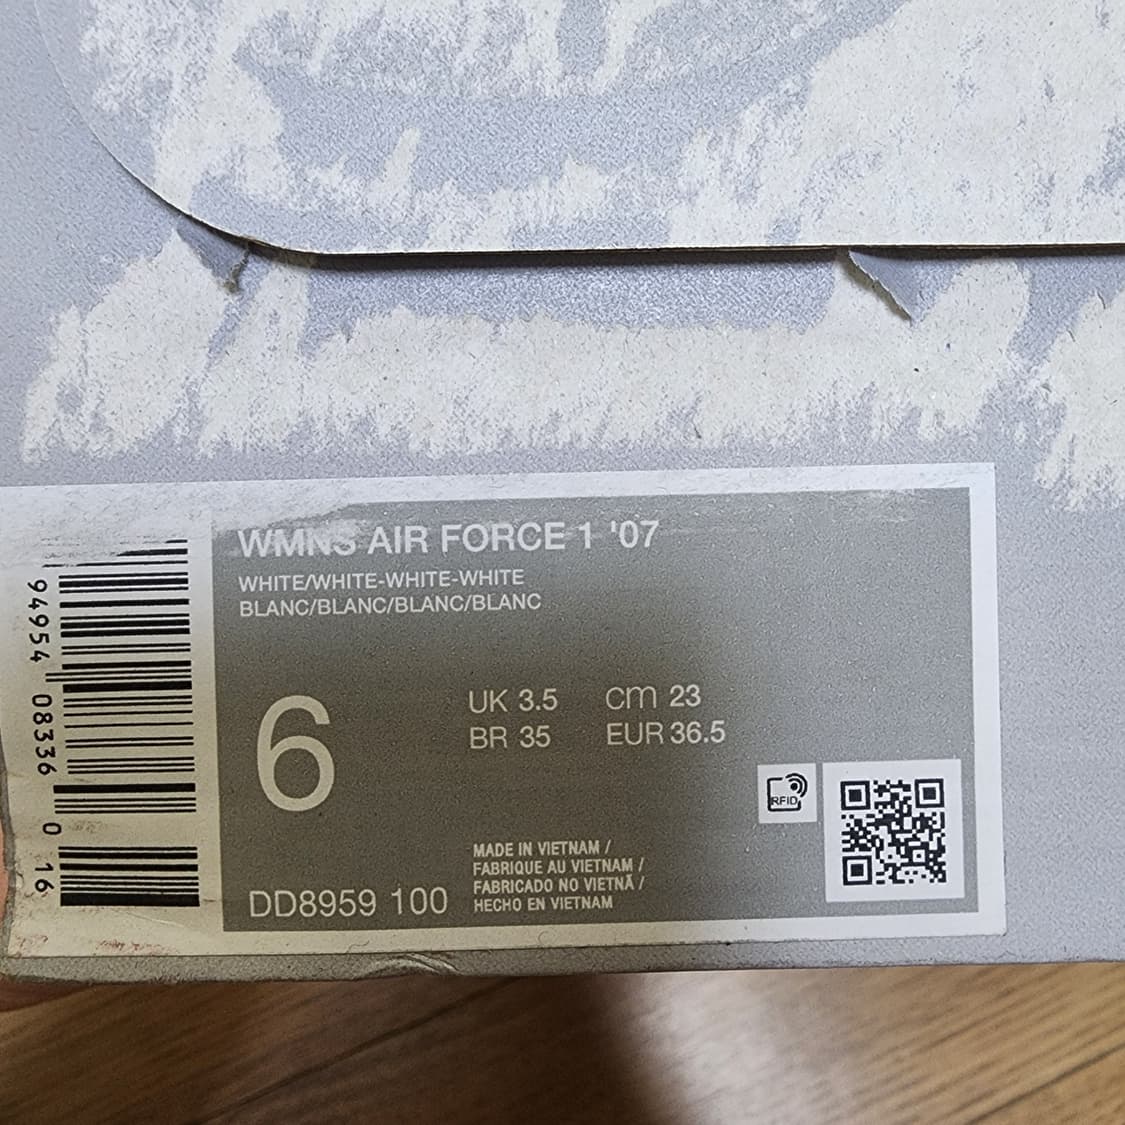 WMNS AIR FORCE 1 '07
WHITE/WHITE-WHITE-WHITE
BLANC/BLANC/BLANC/BLANC
6
UK 3.5 cm 23
BR 35 EUR 36.5
RFID
MADE IN VIETNAM /
FABRIQUE AU VIETNAM /
FABRICADO NO VIETNÃ /
HECHO EN VIETNAM
DD8959 100
94954 08336 0 16